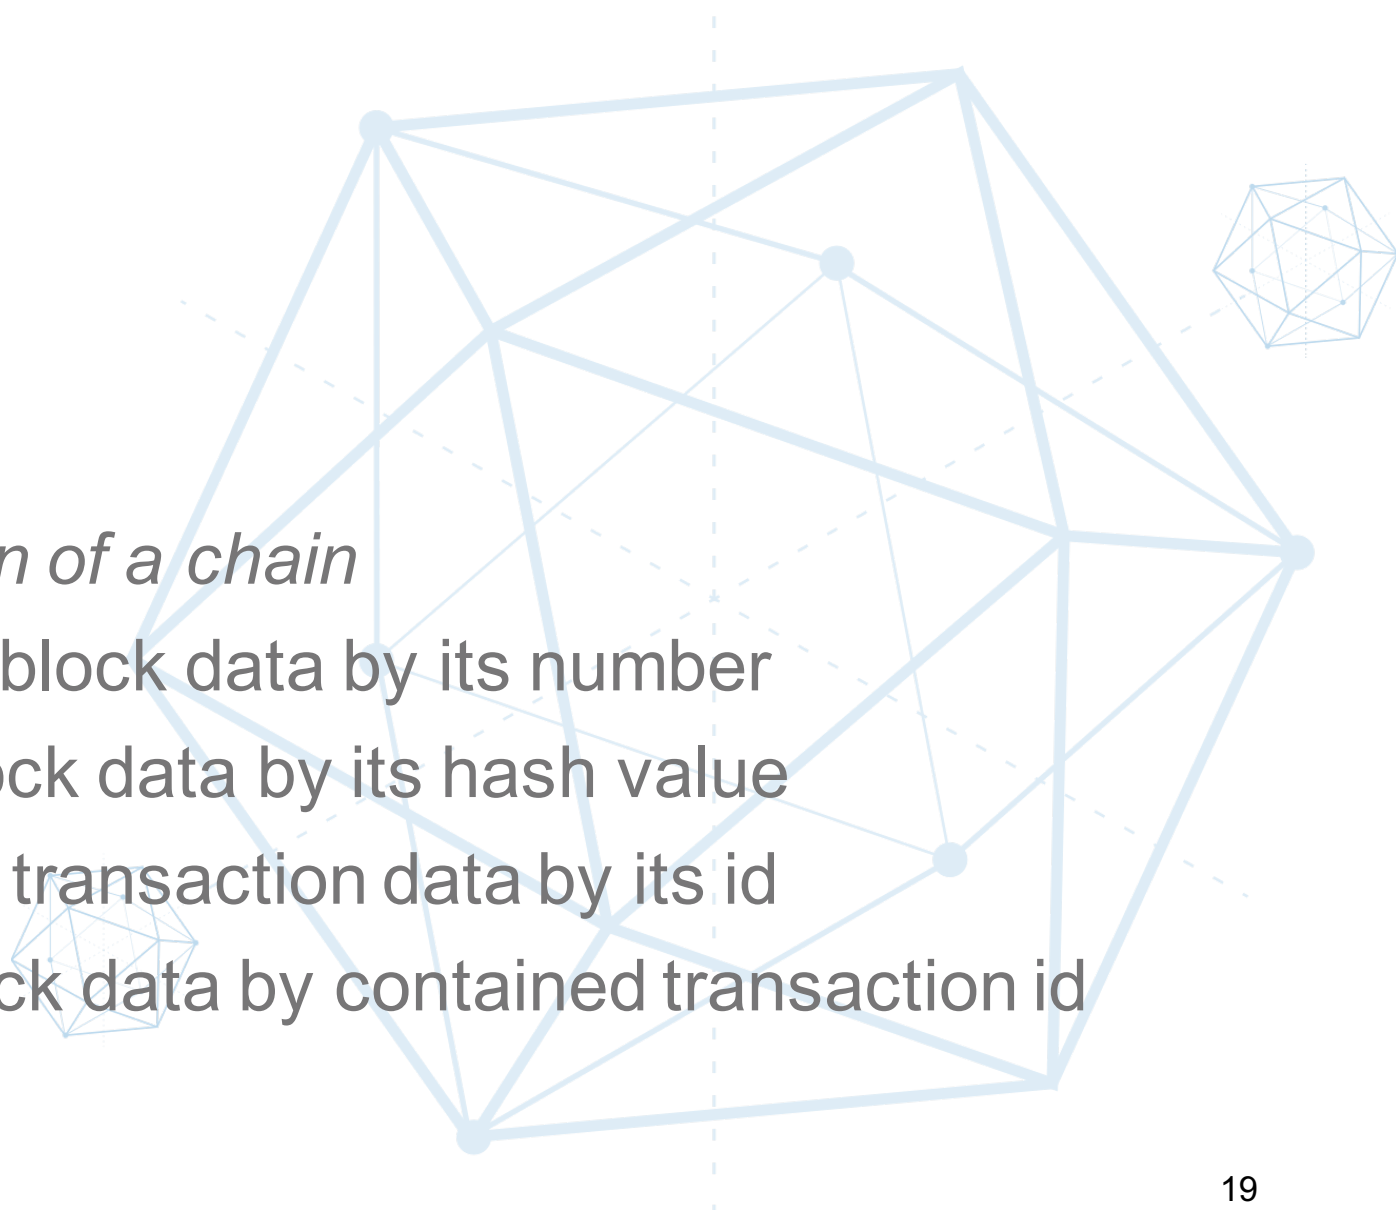 n of a chain
block data by its number
ock data by its hash value
transaction data by its id
ck data by contained transaction id
19